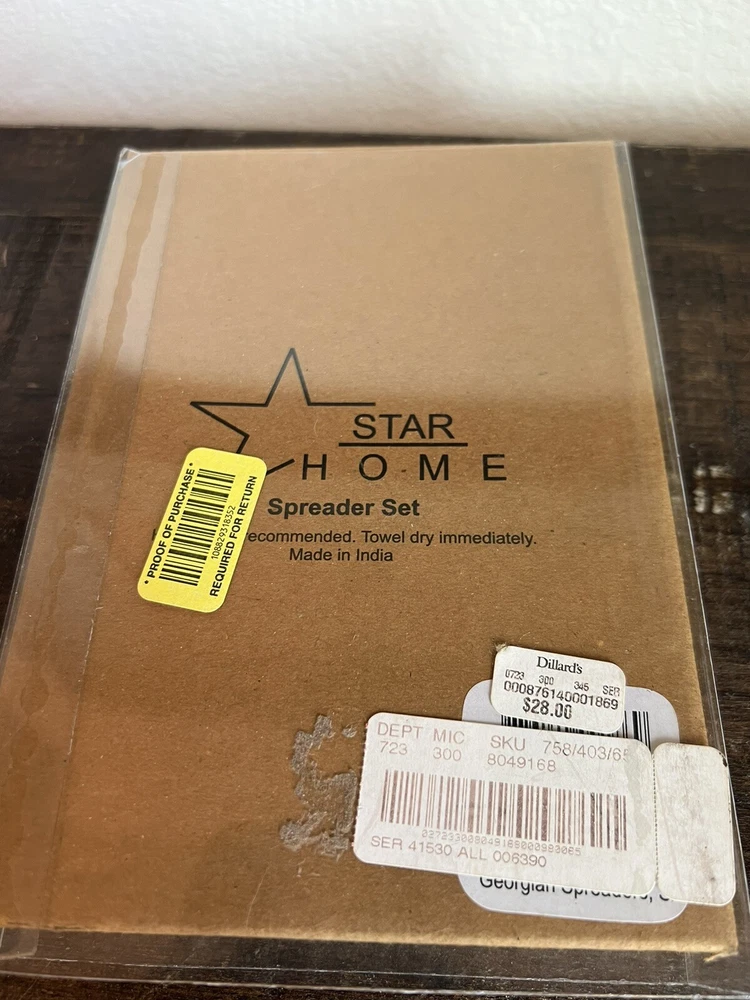 STAR
HOME
Spreader Set
ecommended. Towel dry immediately.
Made in India
* PROOF OF PURCHASE *
108829318352
REQUIRED FOR RETURN
Dillard's
0723 300 345 SEB
000876140001869
$28.00
DEPT MIC SKU 758/403/65
723 300 8049168
SER 41530 ALL 006390
Georgian Spreaders, S